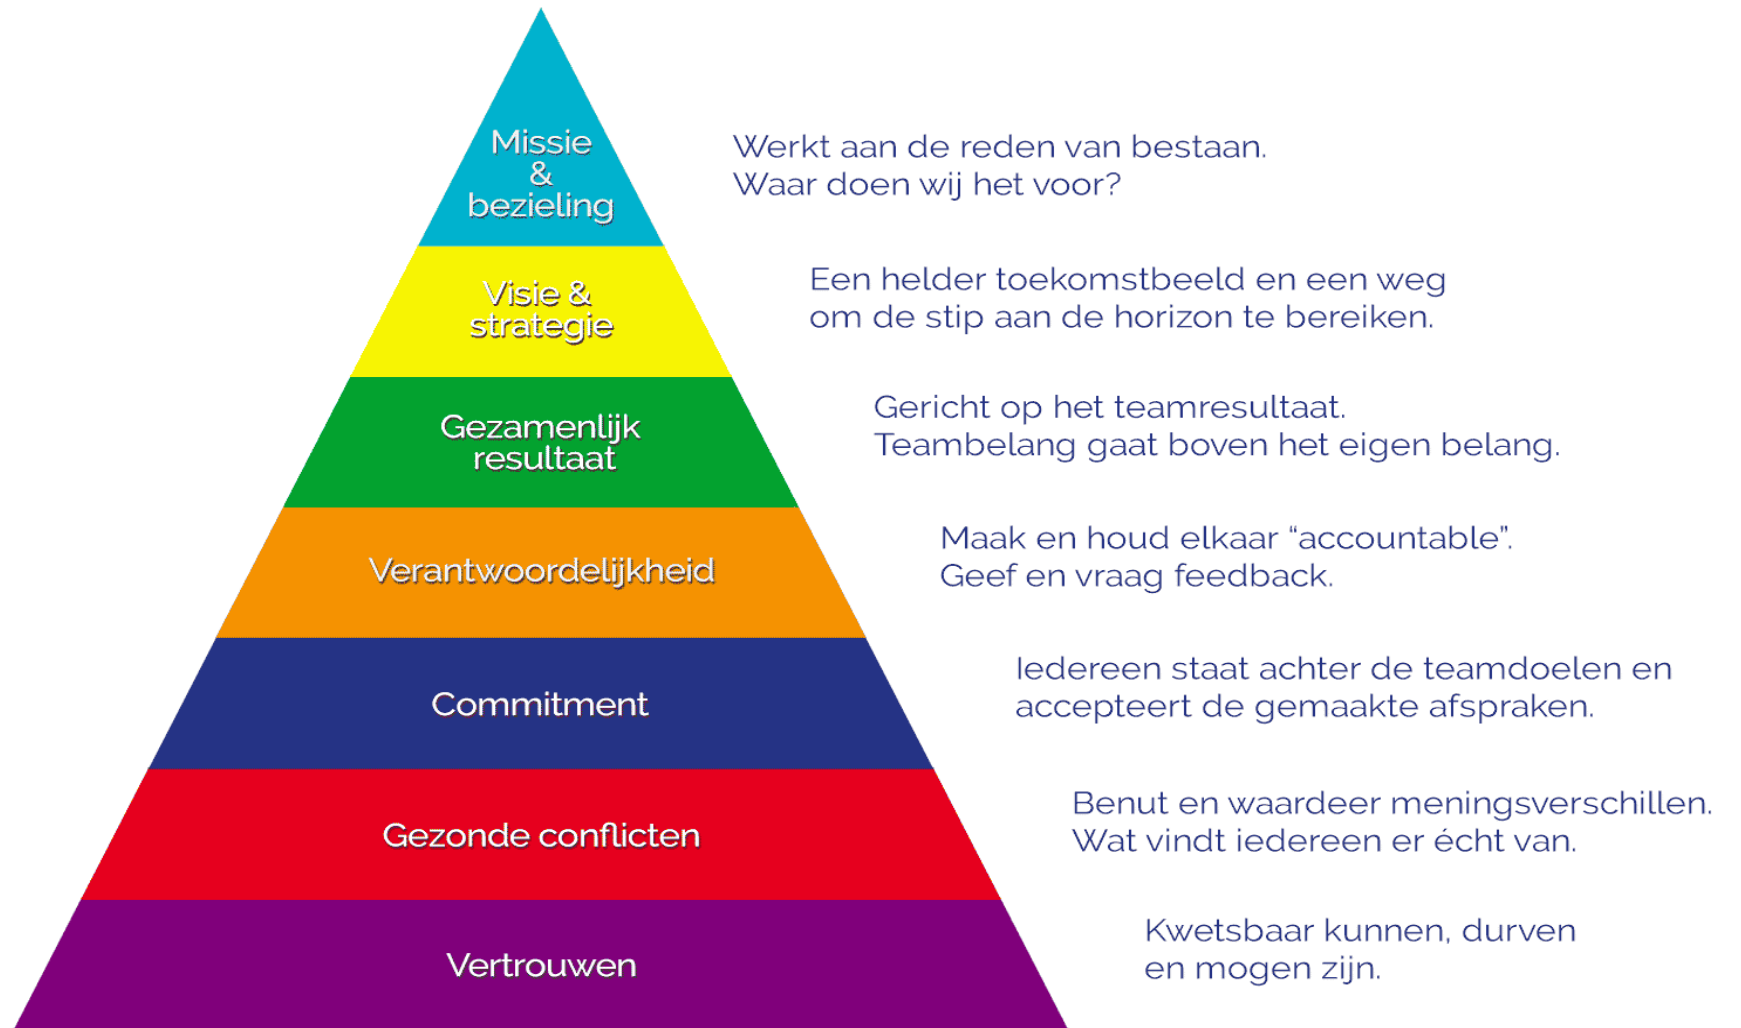 Missie
&
bezieling
Werkt aan de reden van bestaan.
Waar doen wij het voor?
Visie &
strategie
Een helder toekomstbeeld en een weg
om de stip aan de horizon te bereiken.
Gezamenlijk
resultaat
Gericht op het teamresultaat.
Teambelang gaat boven het eigen belang.
Verantwoordelijkheid
Maak en houd elkaar “accountable”.
Geef en vraag feedback.
Commitment
Iedereen staat achter de teamdoelen en
accepteert de gemaakte afspraken.
Gezonde conflicten
Benut en waardeer meningsverschillen.
Wat vindt iedereen er écht van.
Vertrouwen
Kwetsbaar kunnen, durven
en mogen zijn.